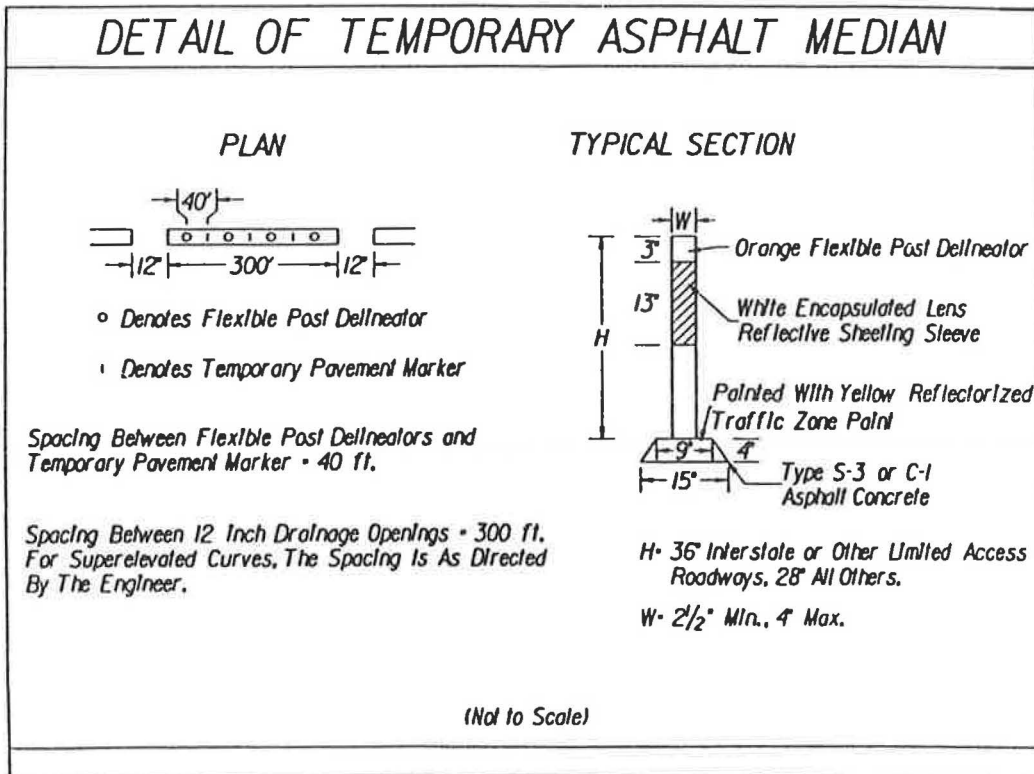 DETAIL OF TEMPORARY ASPHALT MEDIAN
PLAN
40'
12" 300' 12"
o Denotes Flexible Post Delineator
ı Denotes Temporary Pavement Marker
Spacing Between Flexible Post Delineators and
Temporary Pavement Marker = 40 ft.
Spacing Between 12 Inch Drainage Openings = 300 ft.
For Superelevated Curves, The Spacing Is As Directed
By The Engineer.
TYPICAL SECTION
W
3"
Orange Flexible Post Delineator
13"
White Encapsulated Lens
Reflective Sheeting Sleeve
H
Painted With Yellow Reflectorized
Traffic Zone Paint
9" 4"
15"
Type S-3 or C-1
Asphalt Concrete
H= 36" Interstate or Other Limited Access
Roadways, 28" All Others.
W= 2 1/2" Min., 4" Max.
(Not to Scale)